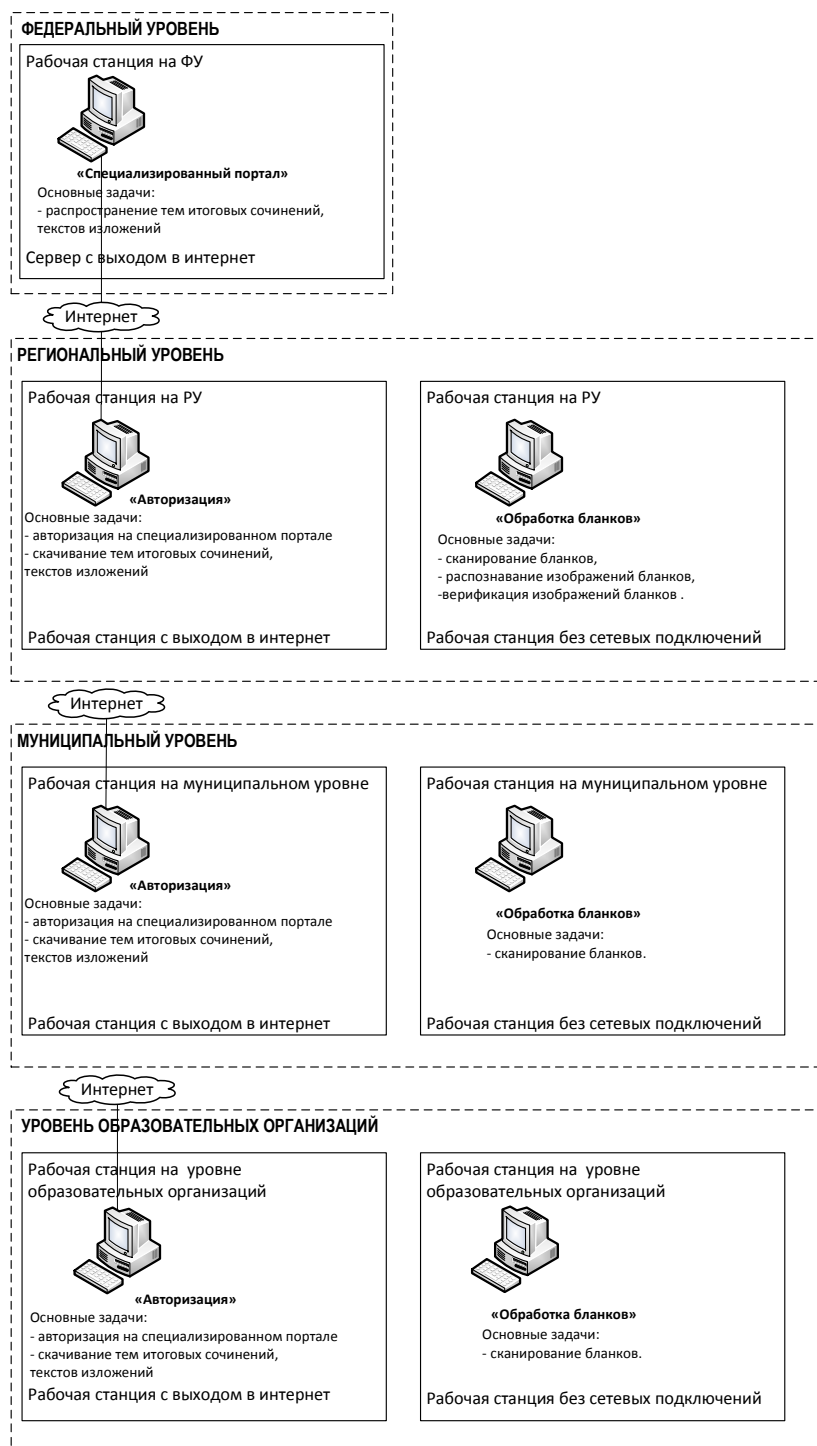 ФЕДЕРАЛЬНЫЙ УРОВЕНЬ
Рабочая станция на ФУ
«Специализированный портал»
Основные задачи:
- распространение тем итоговых сочинений,
текстов изложений
Сервер с выходом в интернет
Интернет
РЕГИОНАЛЬНЫЙ УРОВЕНЬ
Рабочая станция на РУ
«Авторизация»
Основные задачи:
- авторизация на специализированном портале
- скачивание тем итоговых сочинений,
текстов изложений
Рабочая станция с выходом в интернет
Рабочая станция на РУ
«Обработка бланков»
Основные задачи:
- сканирование бланков,
- распознавание изображений бланков,
-верификация изображений бланков .
Рабочая станция без сетевых подключений
Интернет
МУНИЦИПАЛЬНЫЙ УРОВЕНЬ
Рабочая станция на муниципальном уровне
«Авторизация»
Основные задачи:
- авторизация на специализированном портале
- скачивание тем итоговых сочинений,
текстов изложений
Рабочая станция с выходом в интернет
Рабочая станция на муниципальном уровне
«Обработка бланков»
Основные задачи:
- сканирование бланков.
Рабочая станция без сетевых подключений
Интернет
УРОВЕНЬ ОБРАЗОВАТЕЛЬНЫХ ОРГАНИЗАЦИЙ
Рабочая станция на уровне
образовательных организаций
«Авторизация»
Основные задачи:
- авторизация на специализированном портале
- скачивание тем итоговых сочинений,
текстов изложений
Рабочая станция с выходом в интернет
Рабочая станция на уровне
образовательных организаций
«Обработка бланков»
Основные задачи:
- сканирование бланков.
Рабочая станция без сетевых подключений